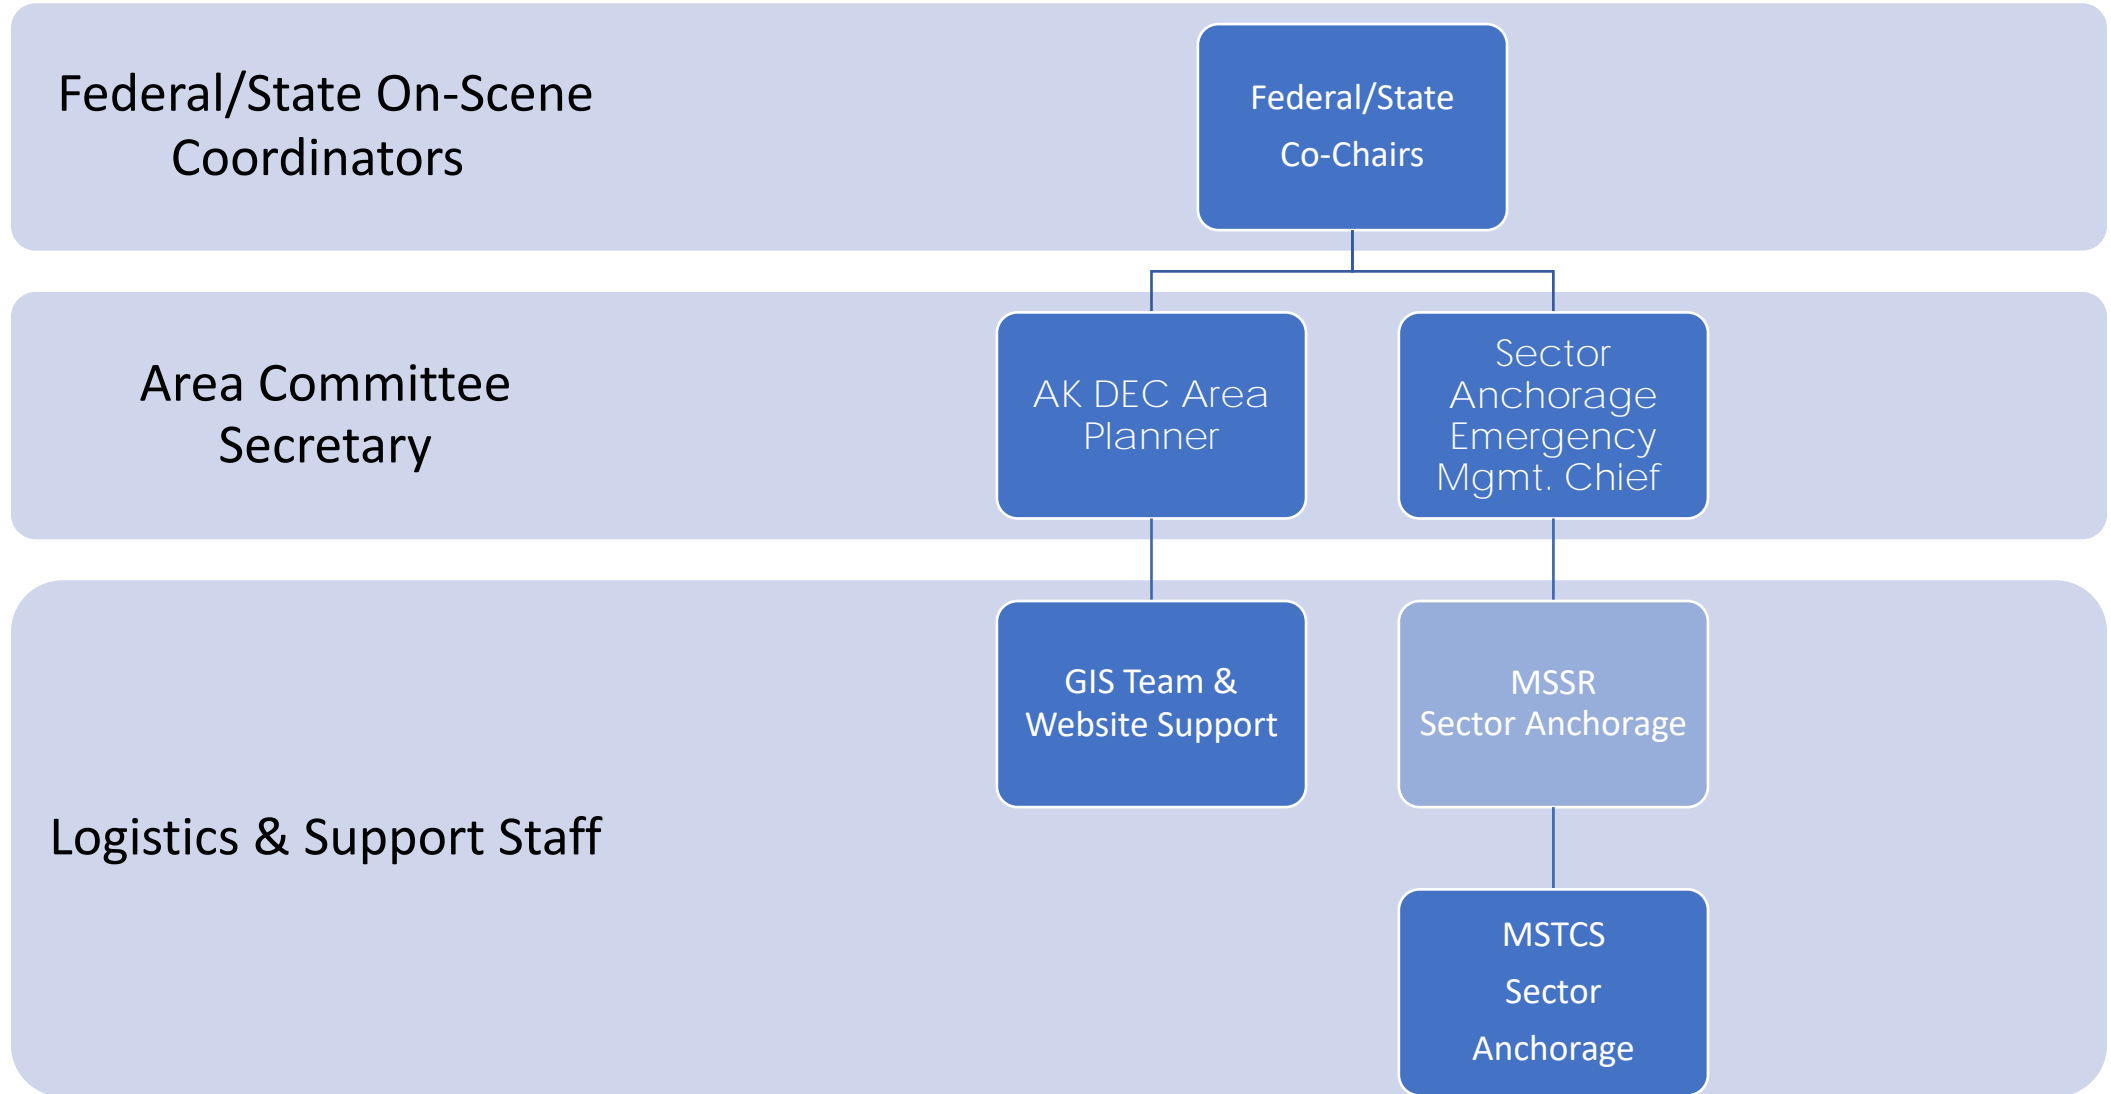 Federal/State On-Scene
Coordinators
Federal/State
Co-Chairs
Area Committee
Secretary
AK DEC Area
Planner
Sector
Anchorage
Emergency
Mgmt. Chief
Logistics & Support Staff
GIS Team &
Website Support
MSSR
Sector Anchorage
MSTCS
Sector
Anchorage